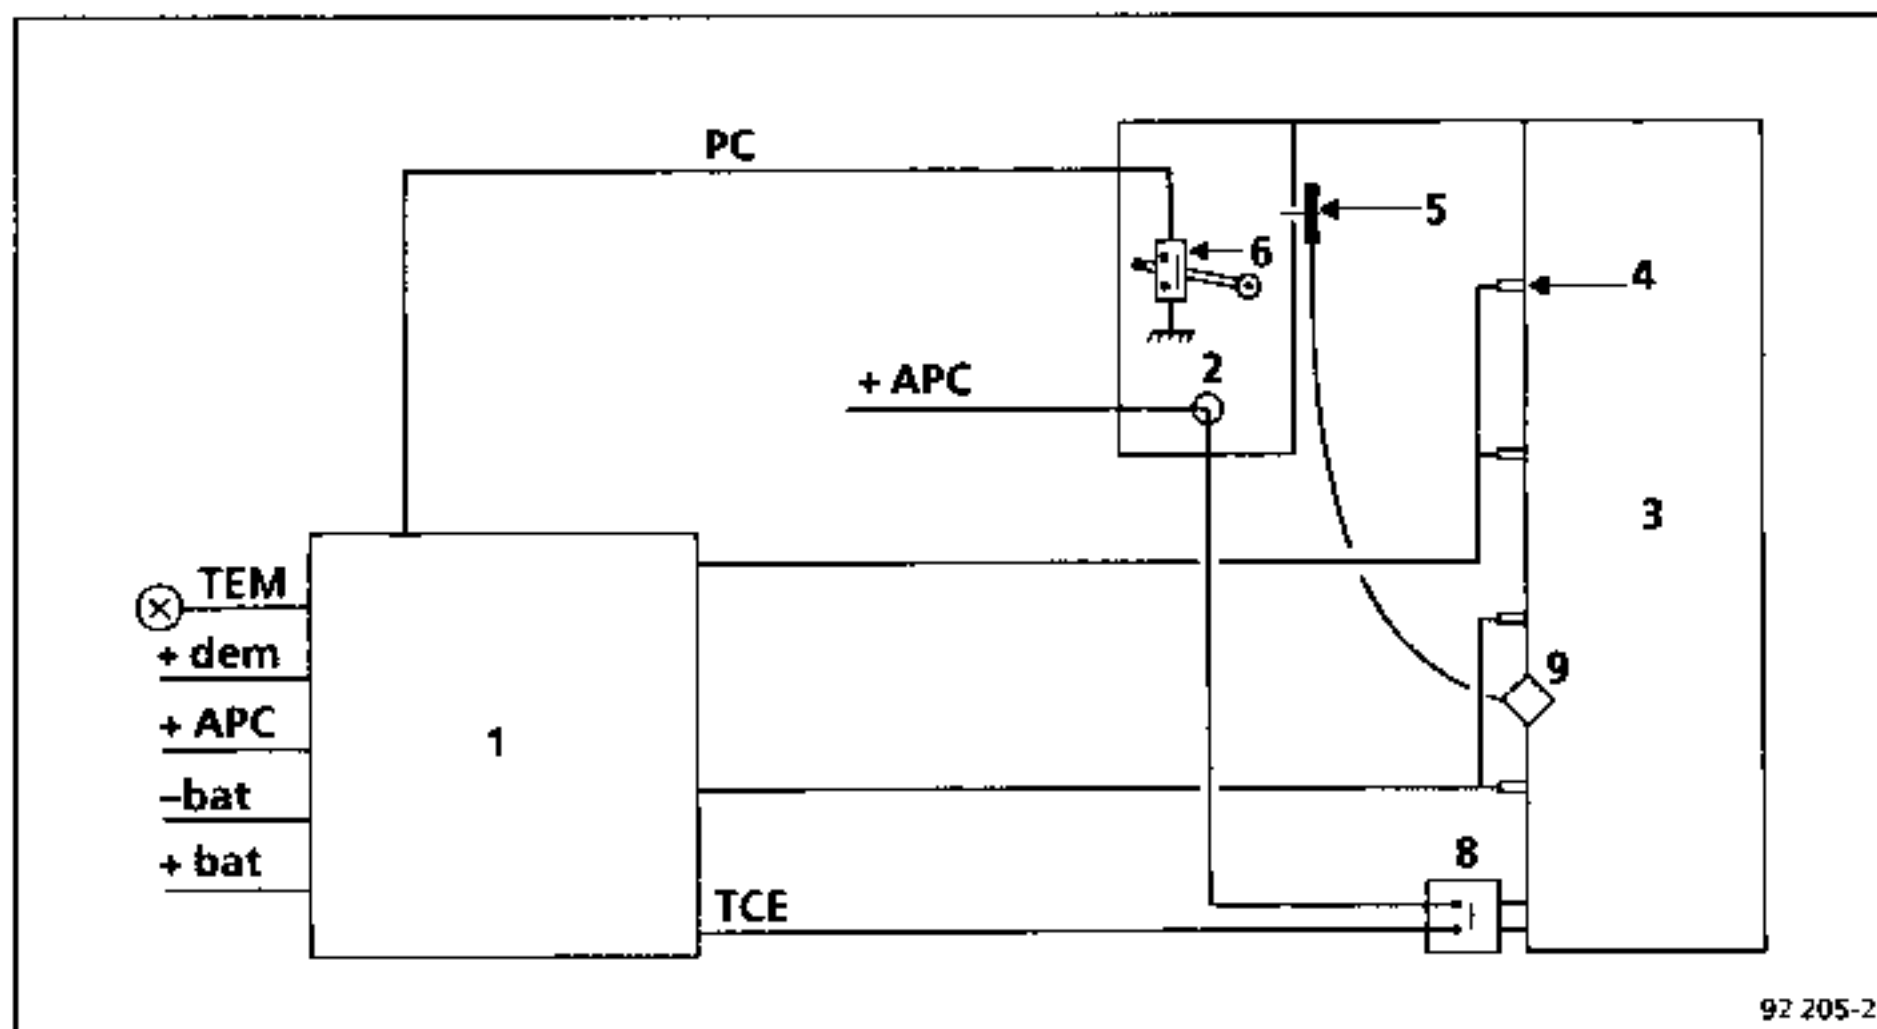 PC
5
6
4
2
+ APC
3
TEM
+ dem
9
+ APC
1
–bat
8
+ bat
TCE
92 205-2